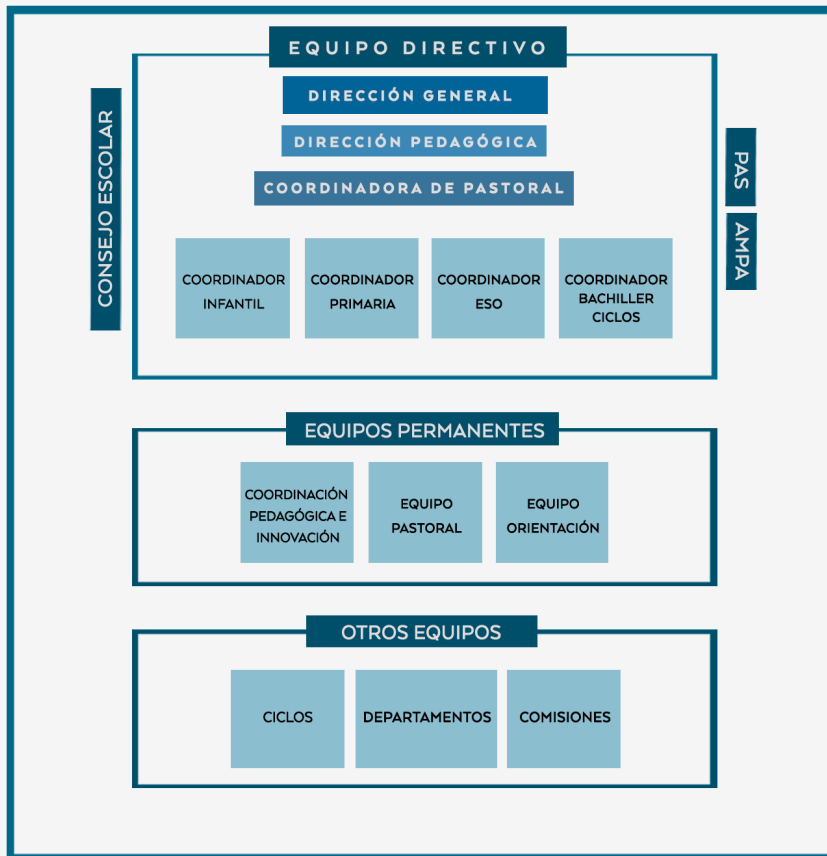 EQUIPO DIRECTIVO
DIRECCIÓN GENERAL
DIRECCIÓN PEDAGÓGICA
COORDINADORA DE PASTORAL
CONSEJO ESCOLAR
PAS
AMPA
COORDINADOR
INFANTIL
COORDINADOR
PRIMARIA
COORDINADOR
ESO
COORDINADOR
BACHILLER
CICLOS
EQUIPOS PERMANENTES
COORDINACIÓN
PEDAGÓGICA E
INNOVACIÓN
EQUIPO
PASTORAL
EQUIPO
ORIENTACIÓN
OTROS EQUIPOS
CICLOS
DEPARTAMENTOS
COMISIONES